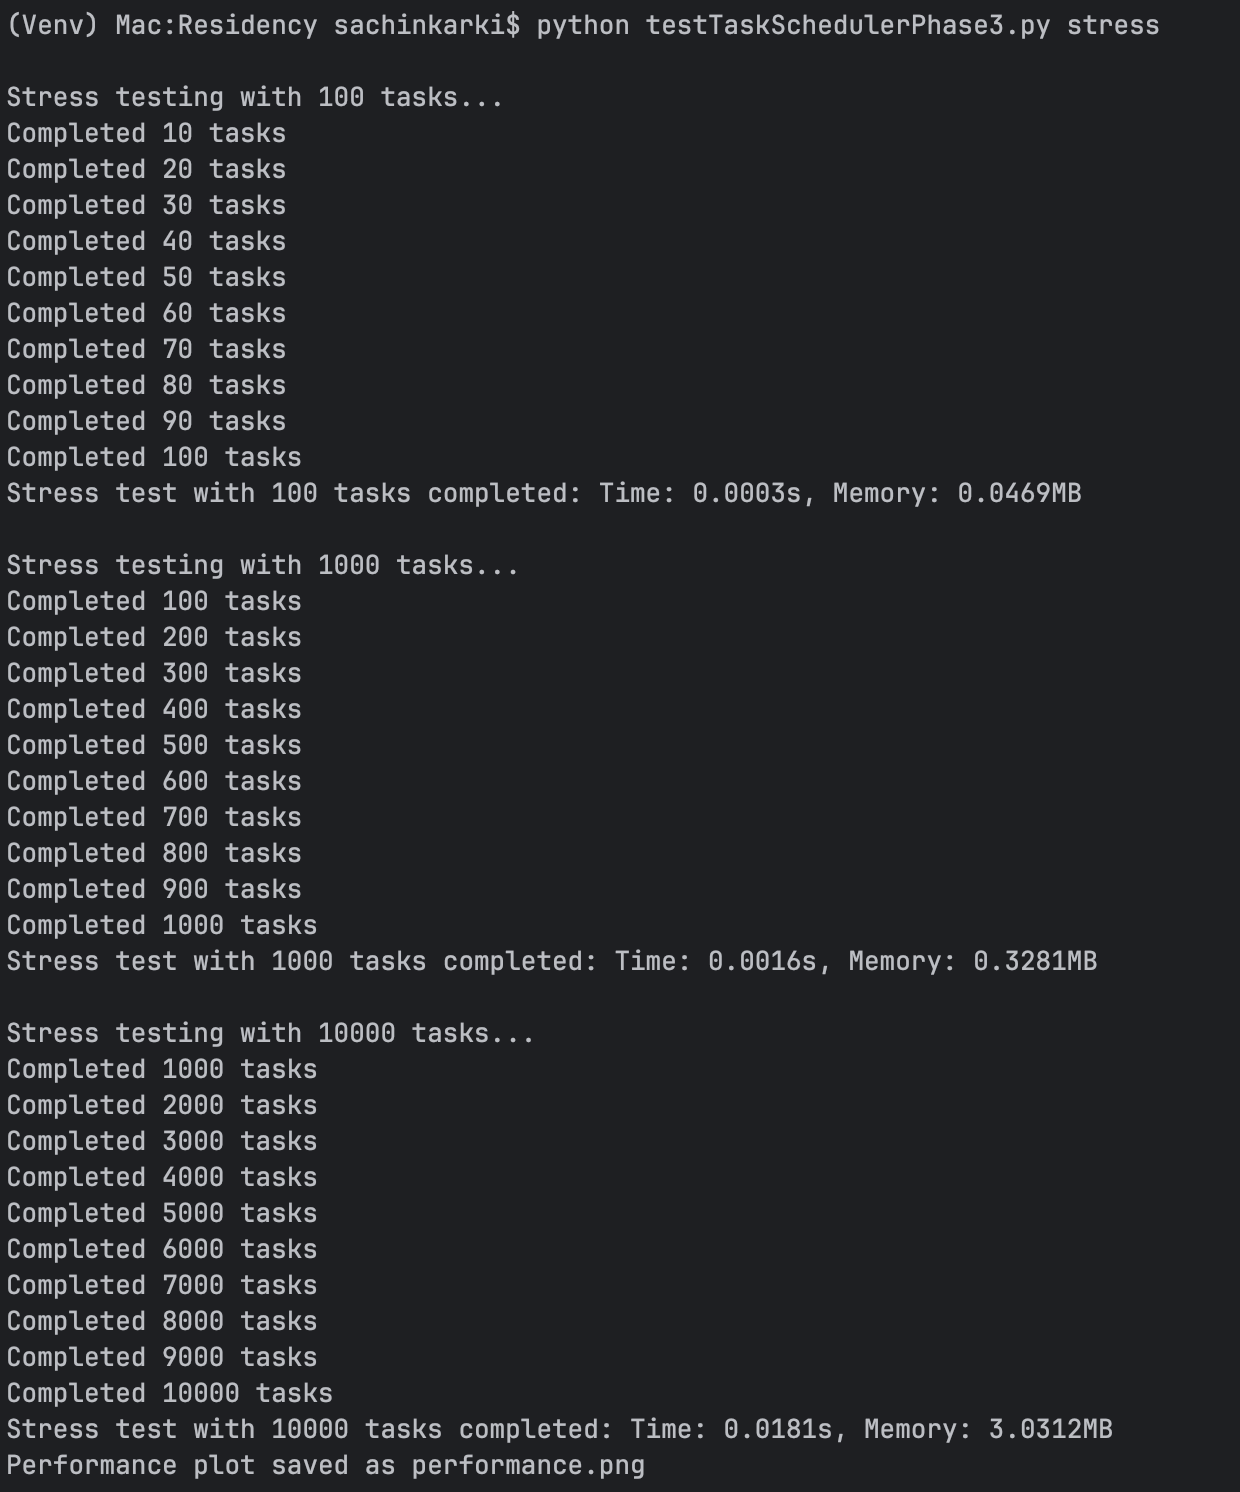 (Venv) Mac:Residency sachinkarki$ python testTaskSchedulerPhase3.py stress
Stress testing with 100 tasks...
Completed 10 tasks
Completed 20 tasks
Completed 30 tasks
Completed 40 tasks
Completed 50 tasks
Completed 60 tasks
Completed 70 tasks
Completed 80 tasks
Completed 90 tasks
Completed 100 tasks
Stress test with 100 tasks completed: Time: 0.0003s, Memory: 0.0469MB
Stress testing with 1000 tasks...
Completed 100 tasks
Completed 200 tasks
Completed 300 tasks
Completed 400 tasks
Completed 500 tasks
Completed 600 tasks
Completed 700 tasks
Completed 800 tasks
Completed 900 tasks
Completed 1000 tasks
Stress test with 1000 tasks completed: Time: 0.0016s, Memory: 0.3281MB
Stress testing with 10000 tasks...
Completed 1000 tasks
Completed 2000 tasks
Completed 3000 tasks
Completed 4000 tasks
Completed 5000 tasks
Completed 6000 tasks
Completed 7000 tasks
Completed 8000 tasks
Completed 9000 tasks
Completed 10000 tasks
Stress test with 10000 tasks completed: Time: 0.0181s, Memory: 3.0312MB
Performance plot saved as performance.png